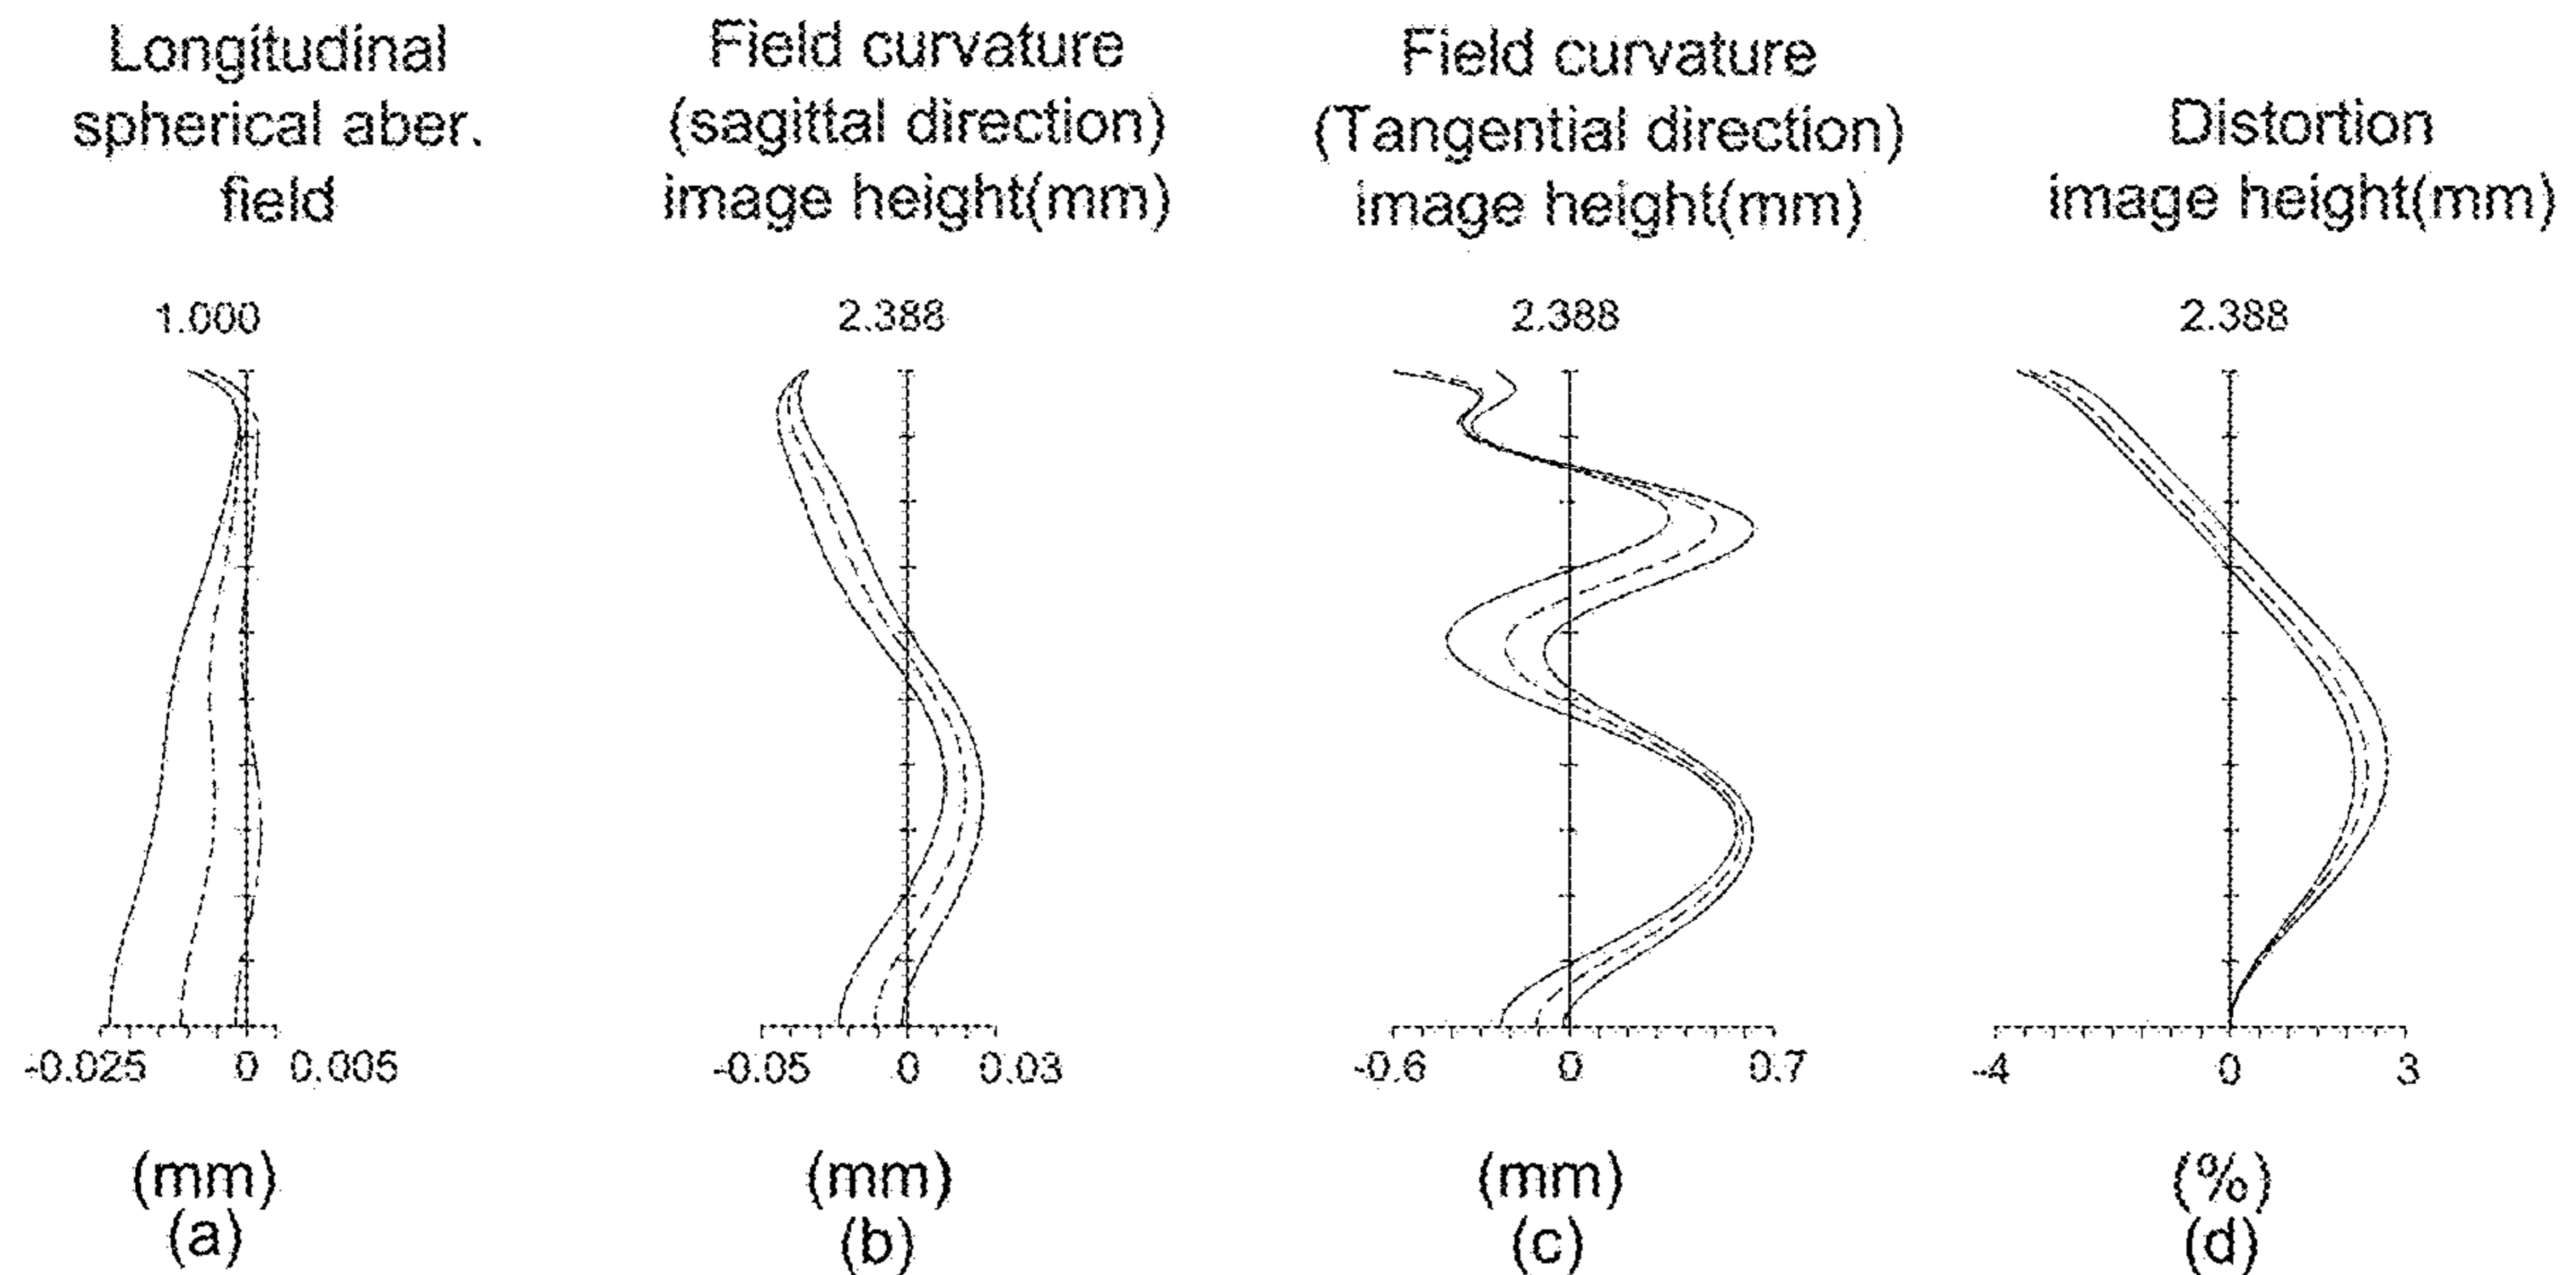 Longitudinal
spherical aber.
field
1.000
-0.025 0 0.005
(mm)
(a)
Field curvature
(sagittal direction)
image height(mm)
2.388
-0.05 0 0.03
(mm)
(b)
Field curvature
(Tangential direction)
image height(mm)
2.388
-0.6 0 0.7
(mm)
(c)
Distortion
image height(mm)
2.388
-4 0 3
(%)
(d)